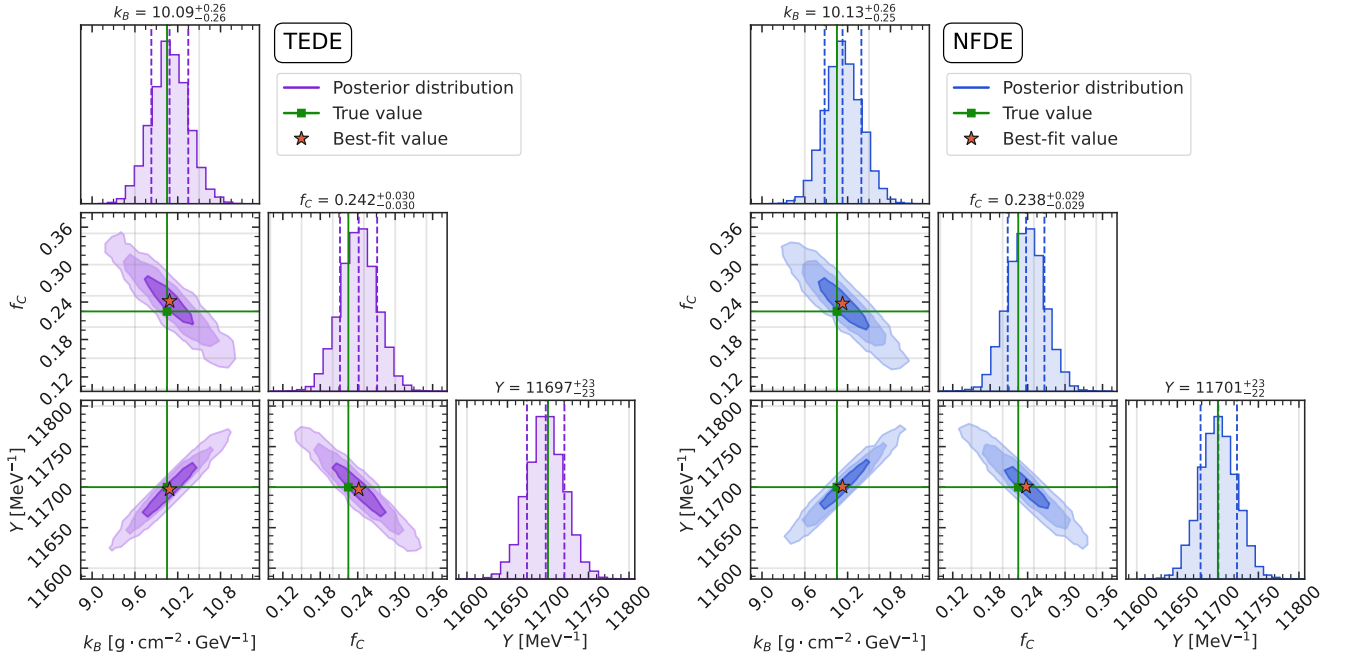 k_B = 10.09^{+0.26}_{-0.26}
TEDE
Posterior distribution
True value
Best-fit value
f_C = 0.242^{+0.030}_{-0.030}
0.36
0.30
0.24
0.18
0.12
f_C
Y = 11697^{+23}_{-23}
11800
11750
11700
11650
11600
Y [MeV⁻¹]
9.0 9.6 10.2 10.8
0.12 0.18 0.24 0.30 0.36
11600 11650 11700 11750 11800
k_B [g·cm⁻²·GeV⁻¹]
f_C
Y [MeV⁻¹]
k_B = 10.13^{+0.26}_{-0.25}
NFDE
Posterior distribution
True value
Best-fit value
f_C = 0.238^{+0.029}_{-0.029}
0.36
0.30
0.24
0.18
0.12
f_C
Y = 11701^{+23}_{-22}
11800
11750
11700
11650
11600
Y [MeV⁻¹]
9.0 9.6 10.2 10.8
0.12 0.18 0.24 0.30 0.36
11600 11650 11700 11750 11800
k_B [g·cm⁻²·GeV⁻¹]
f_C
Y [MeV⁻¹]